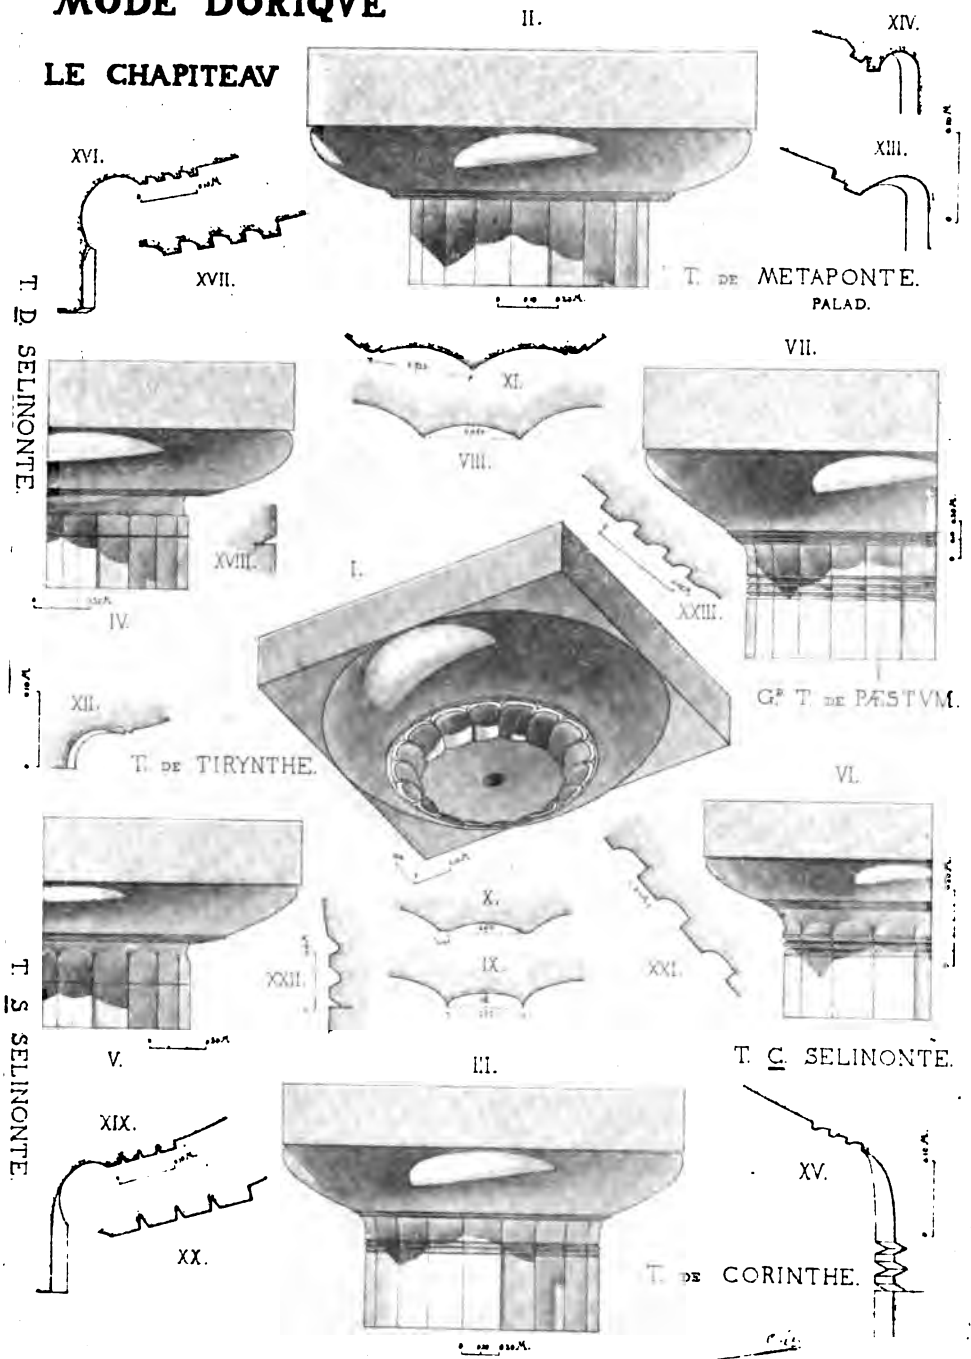 MODE DORIQVE
LE CHAPITEAV
II.
XIV.
XVI.
XIII.
XVII.
T. DE METAPONTE.
PALAD.
T. D. SELINONTE.
XI.
VII.
VIII.
XVIII.
I.
XXIII.
IV.
GD T. DE PÆSTVM.
XII.
T. DE TIRYNTHE.
VI.
X.
IX.
XXII.
XXI.
T. S SELINONTE.
V.
III.
T. C. SELINONTE.
XIX.
XV.
XX.
T. DE CORINTHE.